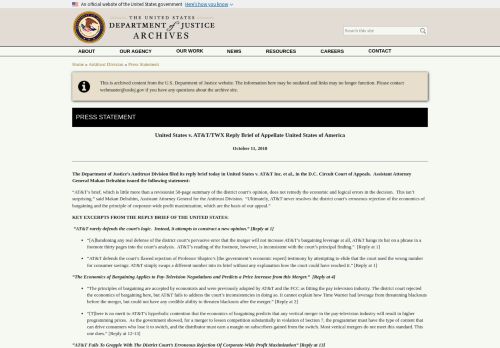 An official website of the United States government Here's how you know
THE UNITED STATES
DEPARTMENT of JUSTICE
ARCHIVES
Search this site
ABOUT OUR AGENCY OUR WORK NEWS RESOURCES CAREERS CONTACT
Home » Antitrust Division » Press Statement
This is archived content from the U.S. Department of Justice website. The information here may be outdated and links may no longer function. Please contact
webmaster@usdoj.gov if you have any questions about the archive site.
PRESS STATEMENT
United States v. AT&T/TWX Reply Brief of Appellate United States of America
October 11, 2018
The Department of Justice's Antitrust Division filed its reply brief today in United States v. AT&T Inc. et al., in the D.C. Circuit Court of Appeals. Assistant Attorney
General Makan Delrahim issued the following statement:
“AT&T's brief, which is little more than a revisionist 50-page summary of the district court's opinion, does not remedy the economic and logical errors in the decision. This isn't
surprising,” said Makan Delrahim, Assistant Attorney General for the Antitrust Division. “Ultimately, AT&T never resolves the district court's erroneous rejection of the economics of
bargaining and the principle of corporate-wide profit maximization, which are the basis of our appeal.”
KEY EXCERPTS FROM THE REPLY BRIEF OF THE UNITED STATES:
“AT&T rarely defends the court's logic. Instead, it attempts to construct a new opinion.” [Reply at 1]
• “[A]bandoning any real defense of the district court's pervasive error that the merger will not increase AT&T's bargaining leverage at all, AT&T hangs its hat on a phrase in a
footnote thirty pages into the court's analysis. AT&T's reading of the footnote, however, is inconsistent with the court's principal finding.” [Reply at 1]
• “AT&T defends the court's flawed rejection of Professor Shapiro's [the government's economic expert] testimony by attempting to show that the court used the wrong number
for consumer savings. AT&T simply swaps a different number into its brief without any explanation how the court could have reached it.” [Reply at 1]
“The Economics of Bargaining Applies to Pay-Television Negotiations and Predicts a Price Increase from this Merger.” [Reply at 4]
• “The principles of bargaining are accepted by economists and were previously adopted by AT&T and the FCC as fitting the pay television industry. The district court rejected
the economics of bargaining here, but AT&T fails to address the court's inconsistencies in doing so. It cannot explain how Time Warner had leverage from threatening blackouts
before the merger, but could not have any credible ability to threaten blackouts after the merger.” [Reply at 2]
• “[T]here is no merit to AT&T's hyperbolic contention that the economics of bargaining predicts that any vertical merger in the pay-television industry will result in higher
programming prices. As the government showed, for a merger to lessen competition substantially in violation of Section 7, the programmer must have the type of content that
can drive consumers who lose it to switch, and the distributor must earn a margin on subscribers gained from the switch. Most vertical mergers do not meet this standard. This
one does.” [Reply at 12-13]
“AT&T Fails To Grapple With The District Court's Erroneous Rejection Of Corporate-Wide Profit Maximization” [Reply at 13]